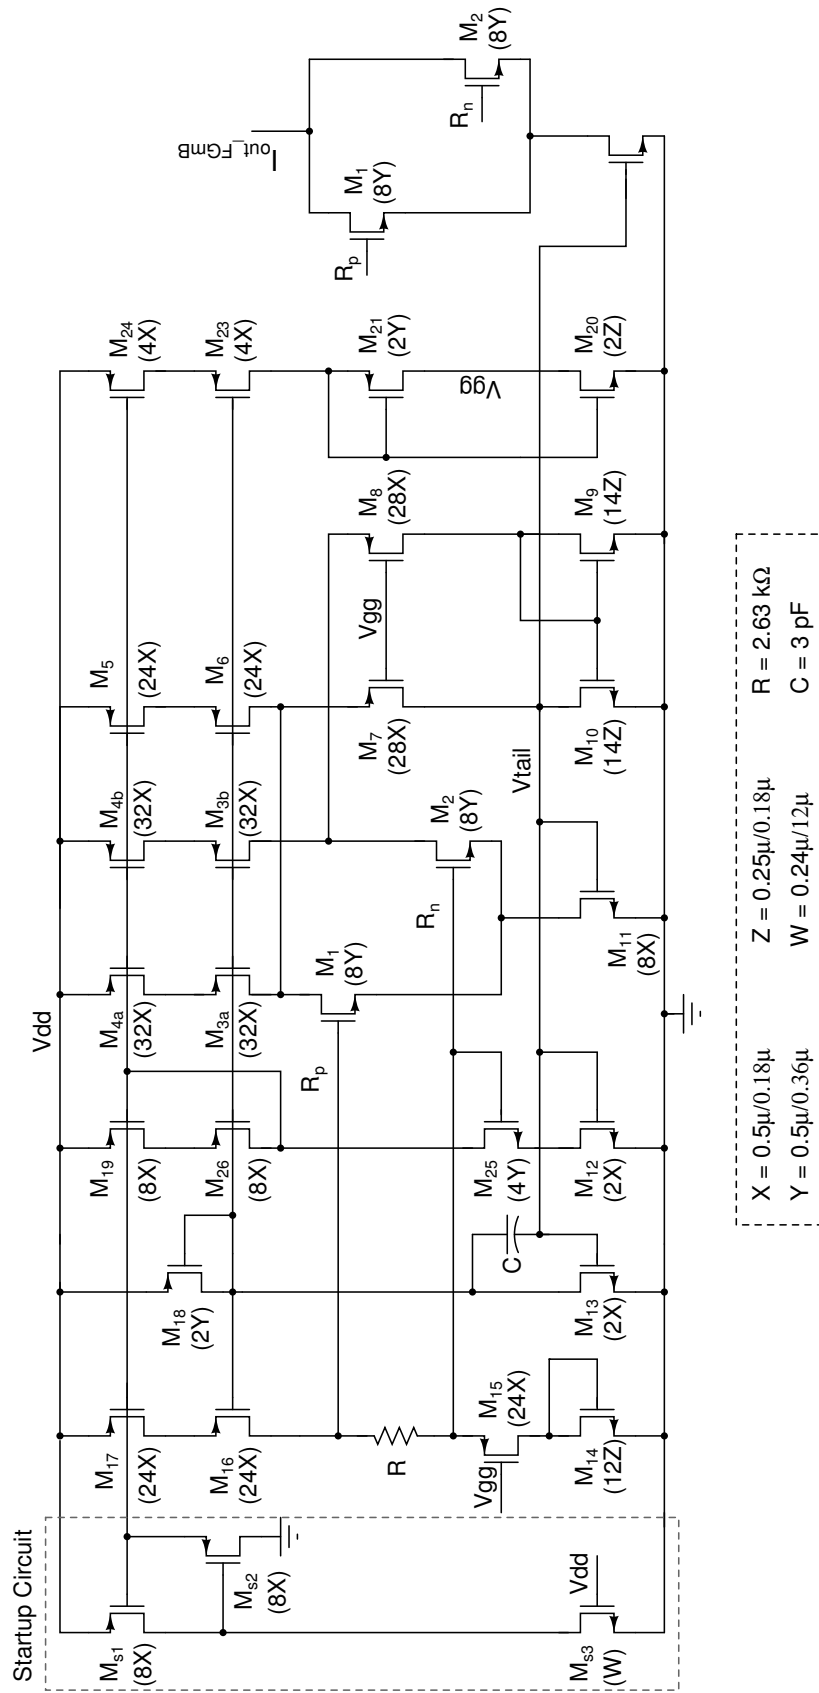 Startup Circuit
Vdd
M_s1
(8X)
M_s2
(8X)
M_s3
(W)
Vdd
M_17
(24X)
M_16
(24X)
R
Vgg
M_15
(24X)
M_14
(12Z)
M_18
(2Y)
C
M_13
(2X)
M_19
(8X)
M_26
(8X)
M_25
(4Y)
M_12
(2X)
R_p
M_4a
(32X)
M_3a
(32X)
M_1
(8Y)
M_4b
(32X)
M_3b
(32X)
R_n
M_2
(8Y)
M_11
(8X)
Vtail
M_5
(24X)
M_6
(24X)
M_7
(28X)
Vgg
M_8
(28X)
M_10
(14Z)
M_9
(14Z)
M_24
(4X)
M_23
(4X)
M_21
(2Y)
Vgg
M_20
(2Z)
I_out_FGmB
R_p
M_1
(8Y)
R_n
M_2
(8Y)
X = 0.5µ/0.18µ Z = 0.25µ/0.18µ R = 2.63 kΩ
Y = 0.5µ/0.36µ W = 0.24µ/12µ C = 3 pF